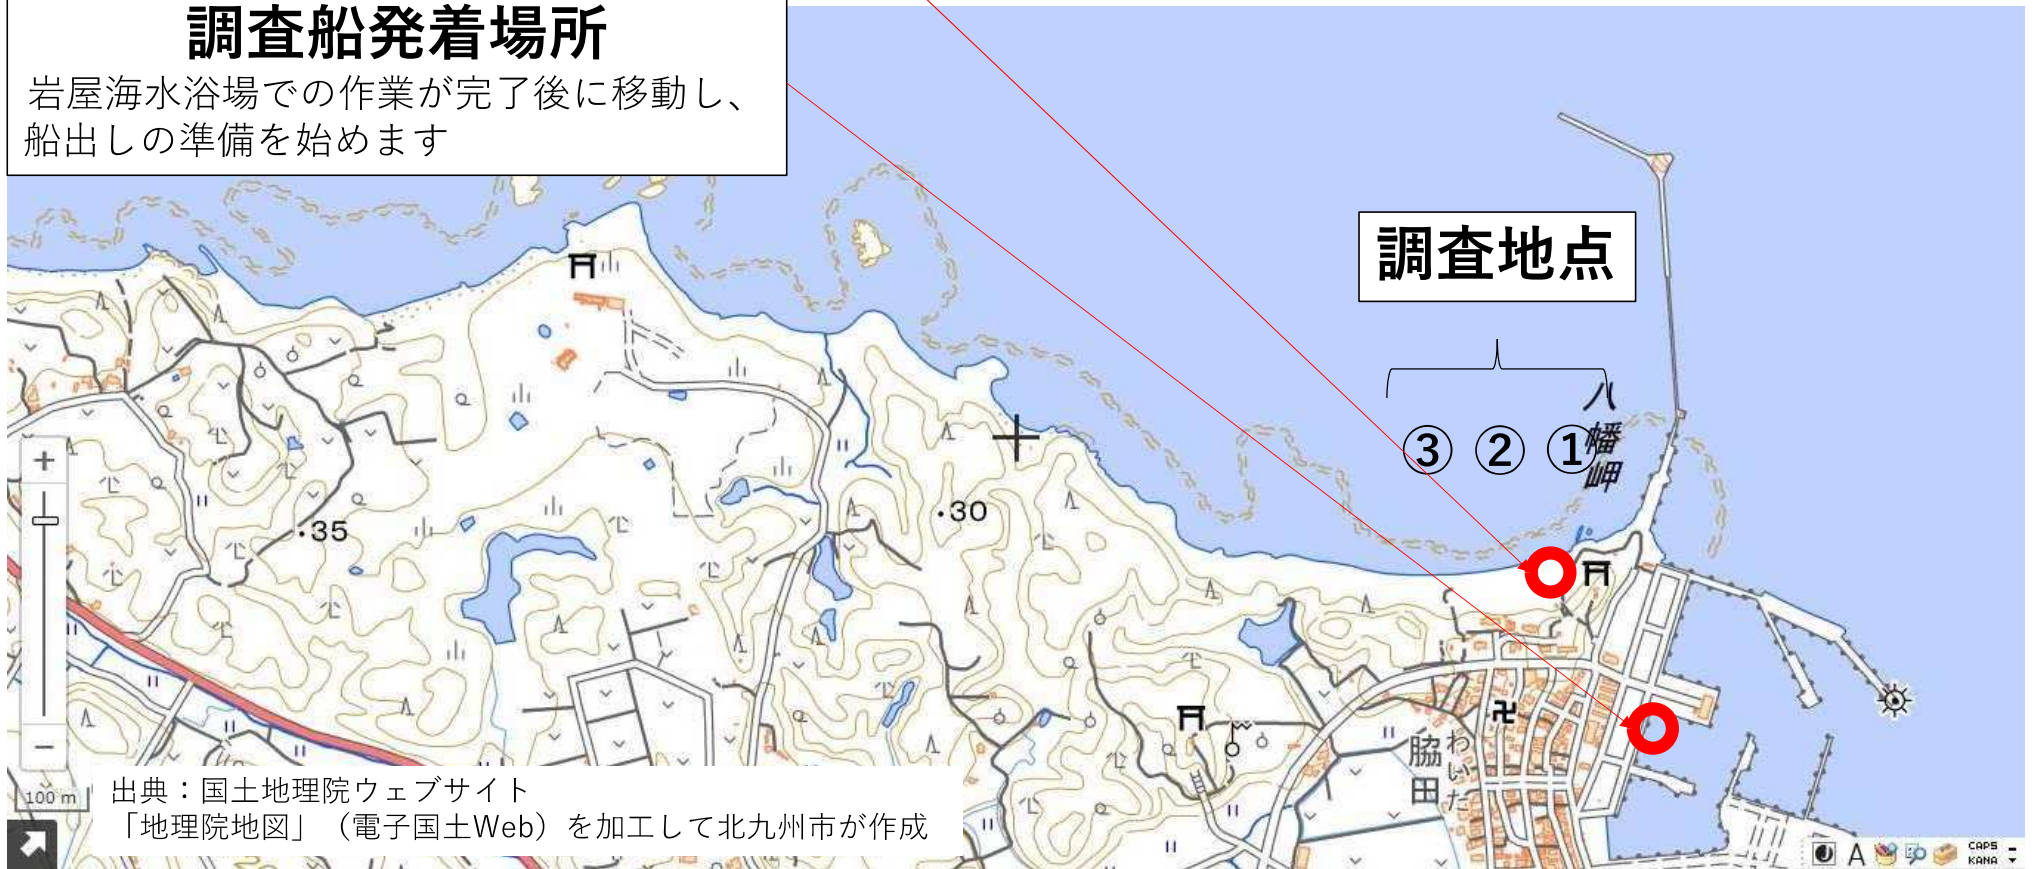 調査船発着場所
岩屋海水浴場での作業が完了後に移動し、
船出しの準備を始めます
調査地点
③ ② ①
八幡岬
・35
・30
脇田
わいた
+
−
100 m
出典：国土地理院ウェブサイト
「地理院地図」（電子国土Web）を加工して北九州市が作成
A
CAPS
KANA